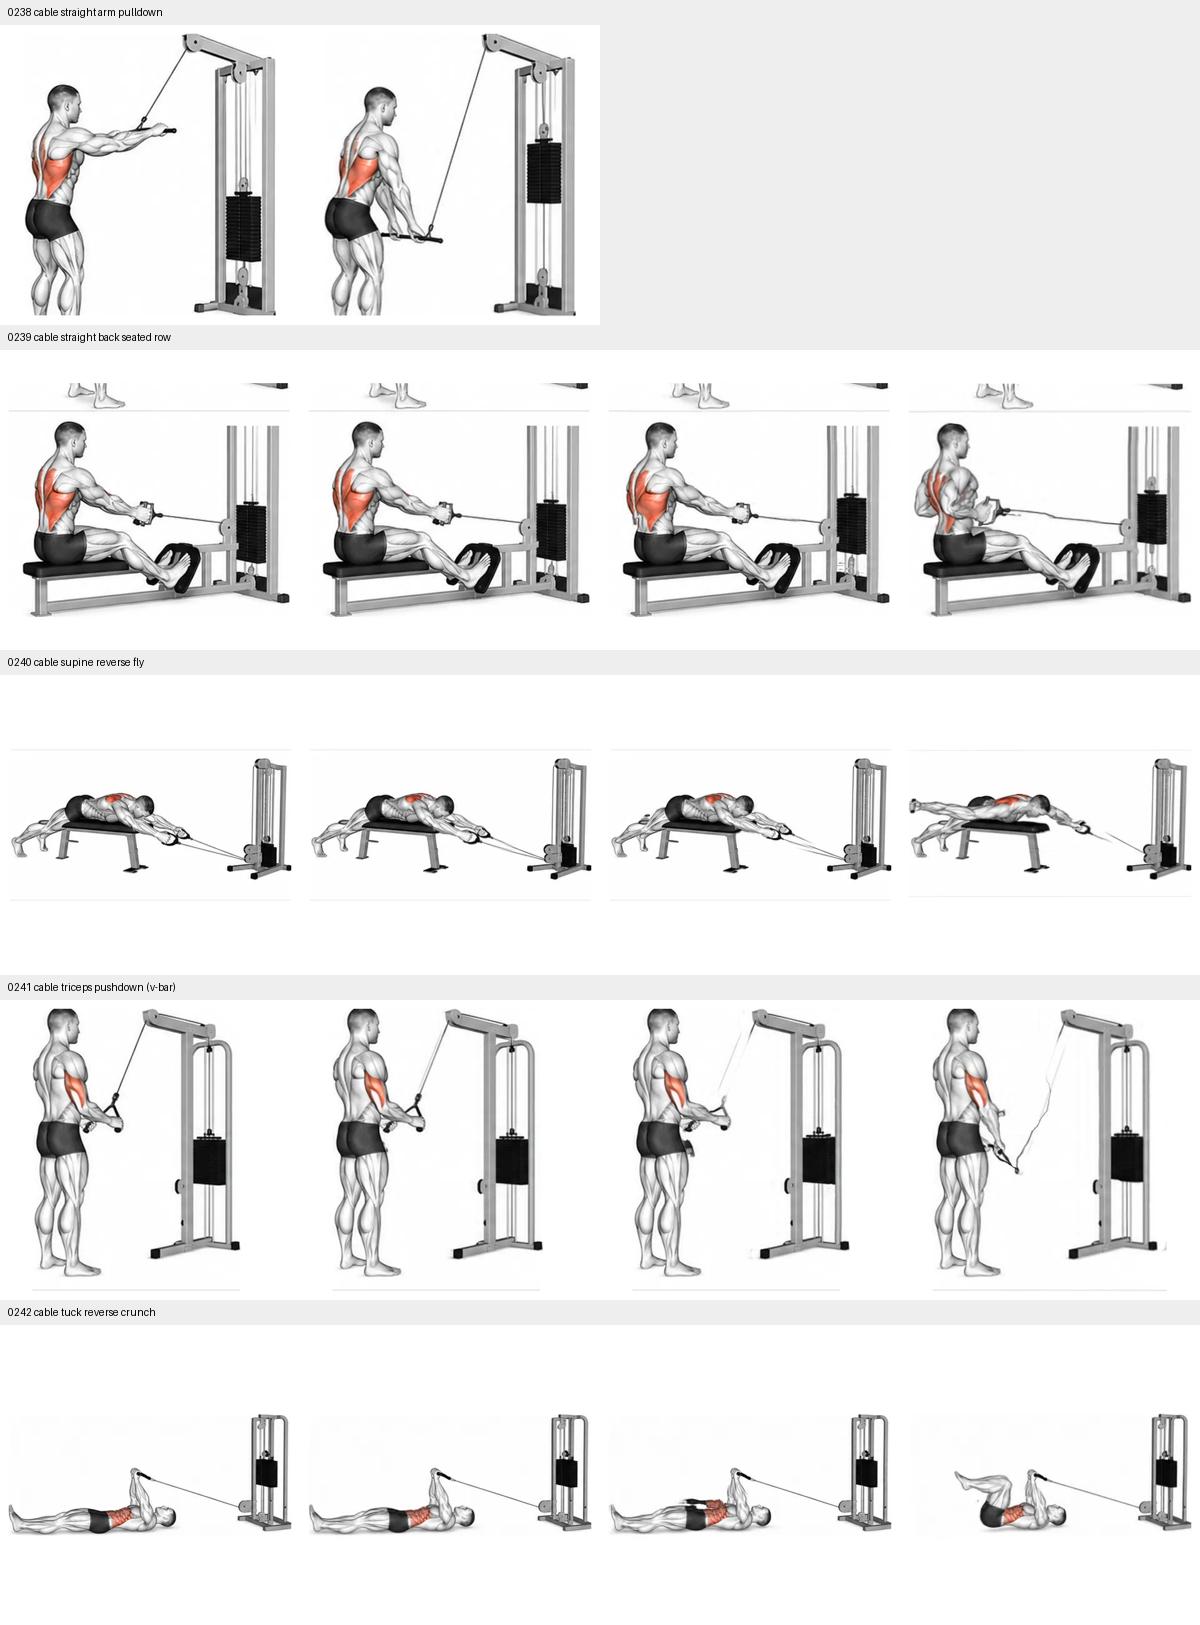 0238 cable straight arm pulldown
0239 cable straight back seated row
0240 cable supine reverse fly
0241 cable triceps pushdown (v-bar)
0242 cable tuck reverse crunch